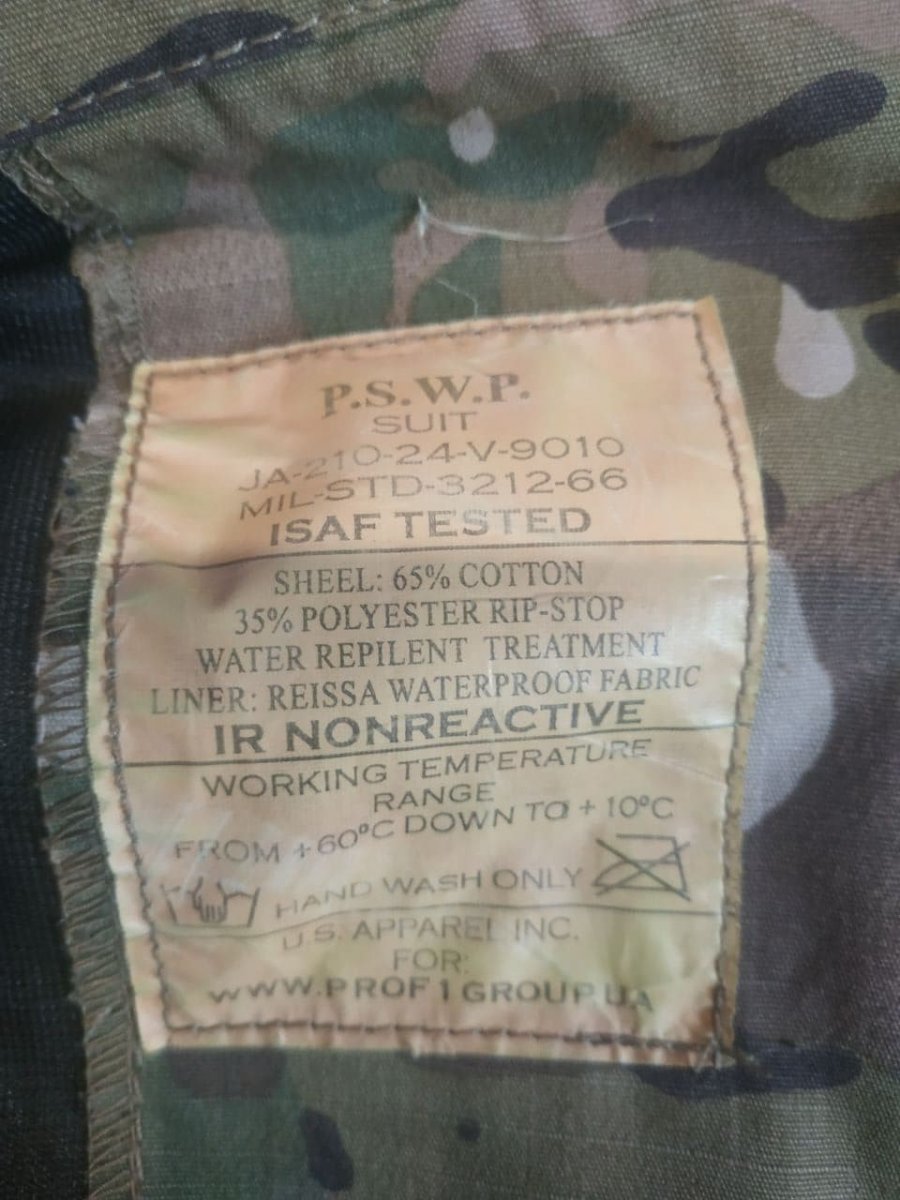 P.S.W.P.
SUIT
JA-210-24-V-9010
MIL-STD-3212-66
ISAF TESTED
SHEEL: 65% COTTON
35% POLYESTER RIP-STOP
WATER REPILENT TREATMENT
LINER: REISSA WATERPROOF FABRIC
IR NONREACTIVE
WORKING TEMPERATURE
RANGE
FROM +60ºC DOWN TO +10ºC
HAND WASH ONLY
U.S. APPAREL INC.
FOR:
WWW.PROF1GROUP.UA